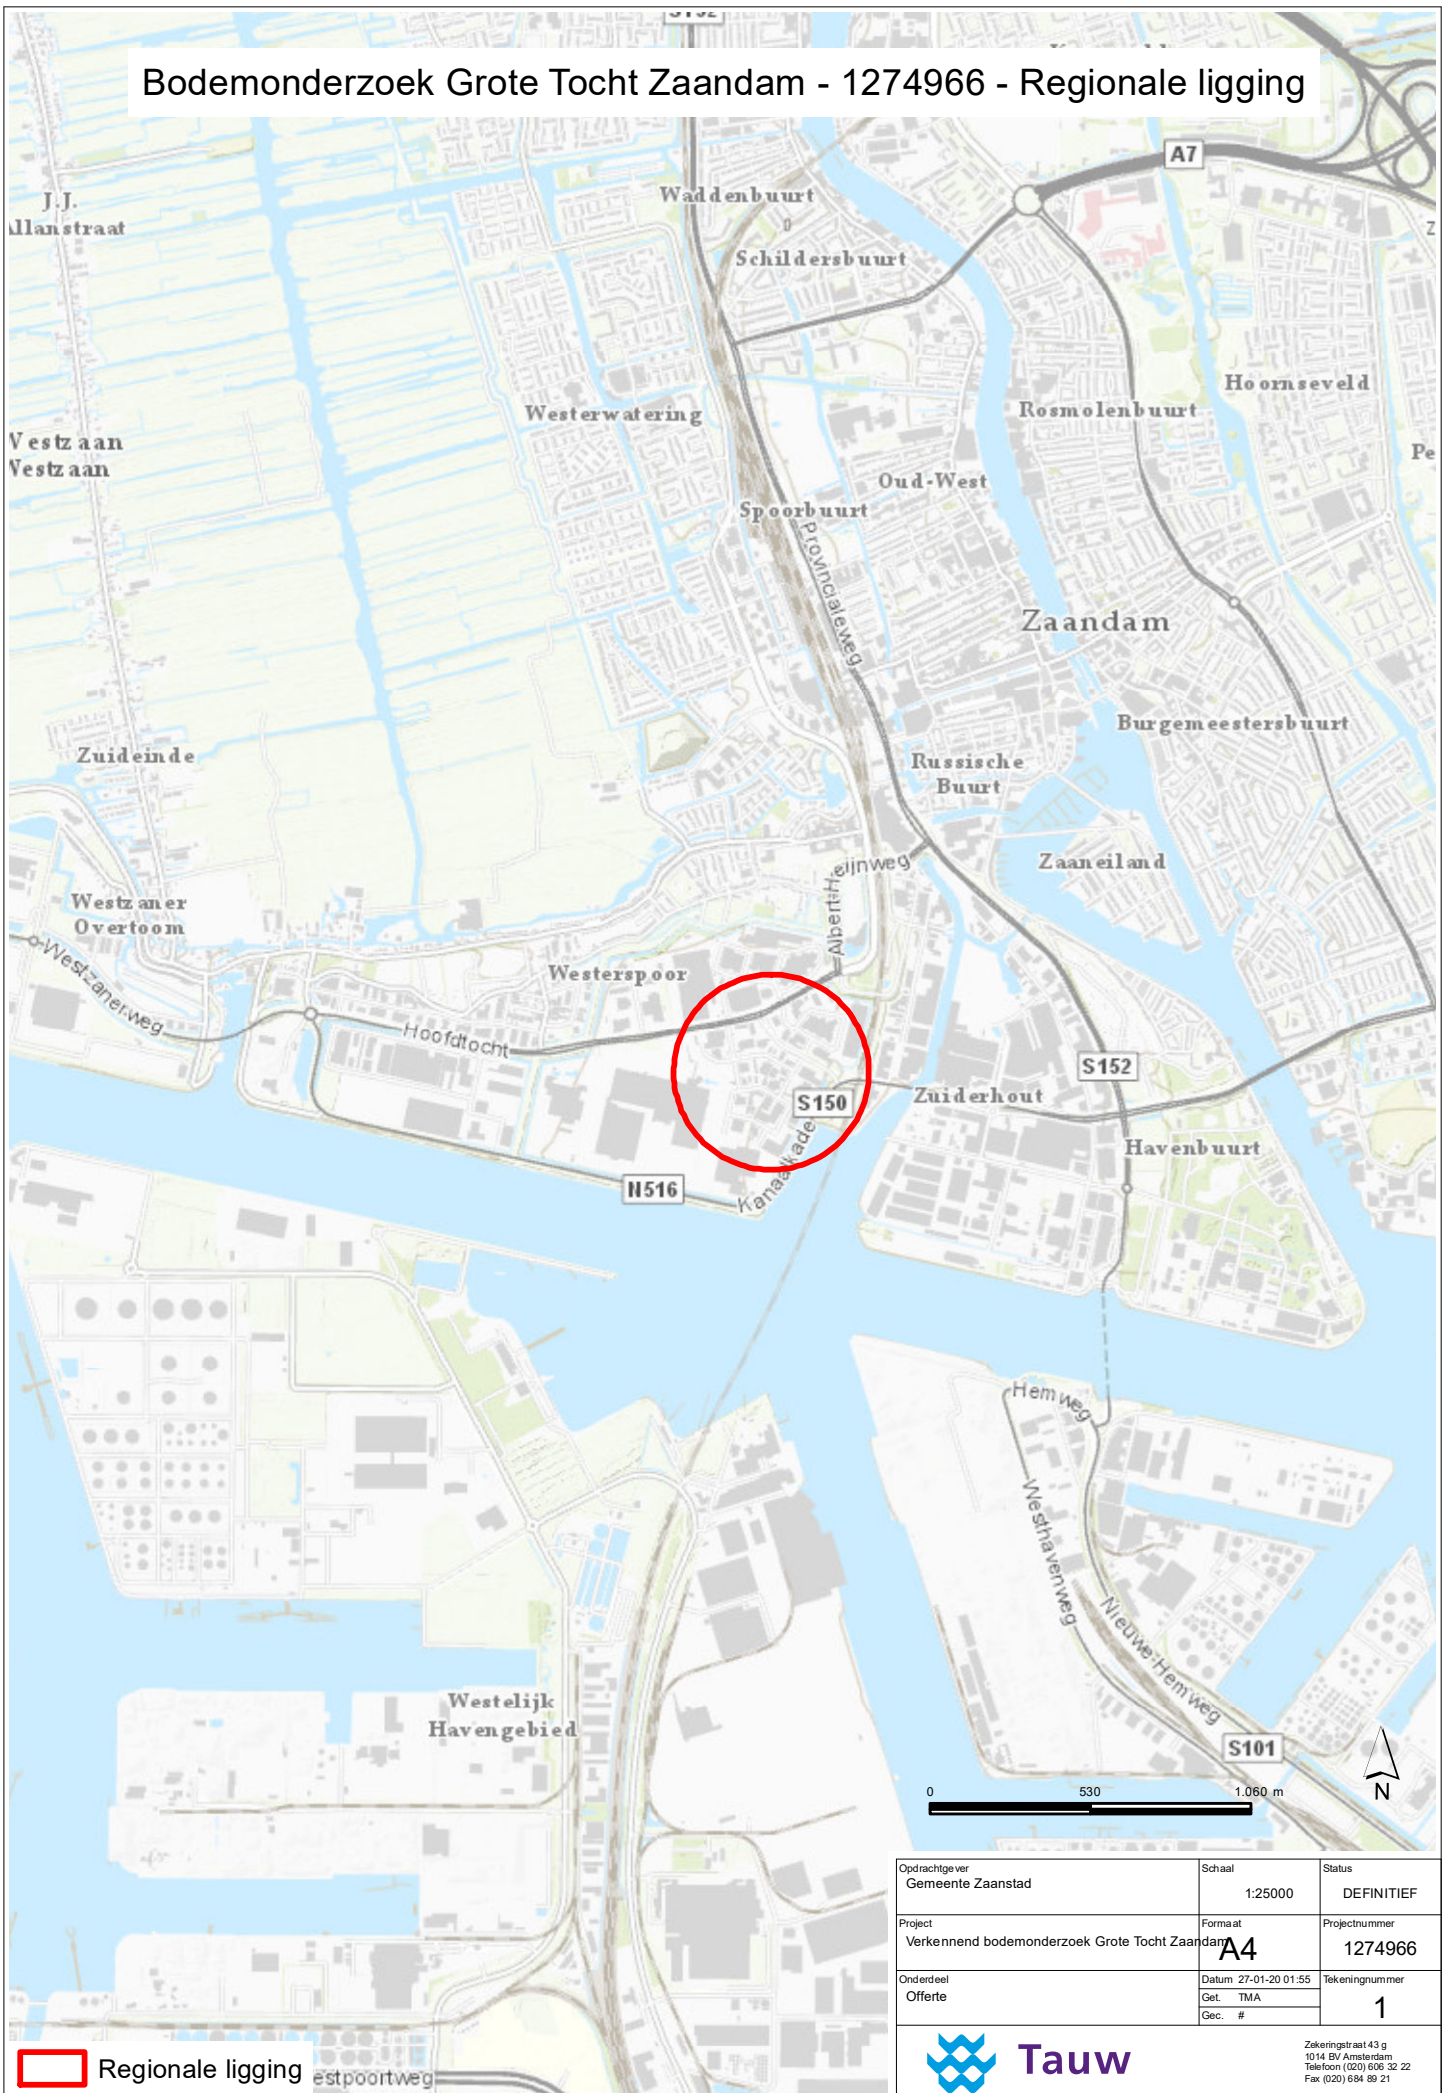 Bodemonderzoek Grote Tocht Zaandam - 1274966 - Regionale ligging
A7
J.J.
Allanstraat
Waddenbuurt
Schildersbuurt
Hoornseveld
Westerwatering
Rosmolenbuurt
Westzaan
Westzaan
Pe
Oud-West
Spoorbuurt
Provincialeweg
Zaandam
Burgemeestersbuurt
Zuideinde
Russische
Buurt
Zaaneiland
Albert-Heijnweg
Westzaner
Overtoom
Westerspoor
Westzanerweg
Hoofdtocht
S152
S150
Zuiderhout
Havenbuurt
N516
Kanaalkade
Hemweg
Westhavenweg
Nieuwe-Hemweg
Westelijk
Havengebied
S101
0 530 1.060 m
N
Opdrachtgever
Gemeente Zaanstad
Schaal
1:25000
Status
DEFINITIEF
Project
Verkennend bodemonderzoek Grote Tocht Zaandam
Formaat
A4
Projectnummer
1274966
Onderdeel
Offerte
Datum 27-01-20 01:55
Get. TMA
Gec. #
Tekeningnummer
1
Tauw
Zekeringstraat 43 g
1014 BV Amsterdam
Telefoon (020) 606 32 22
Fax (020) 684 89 21
Regionale ligging
estpoortweg